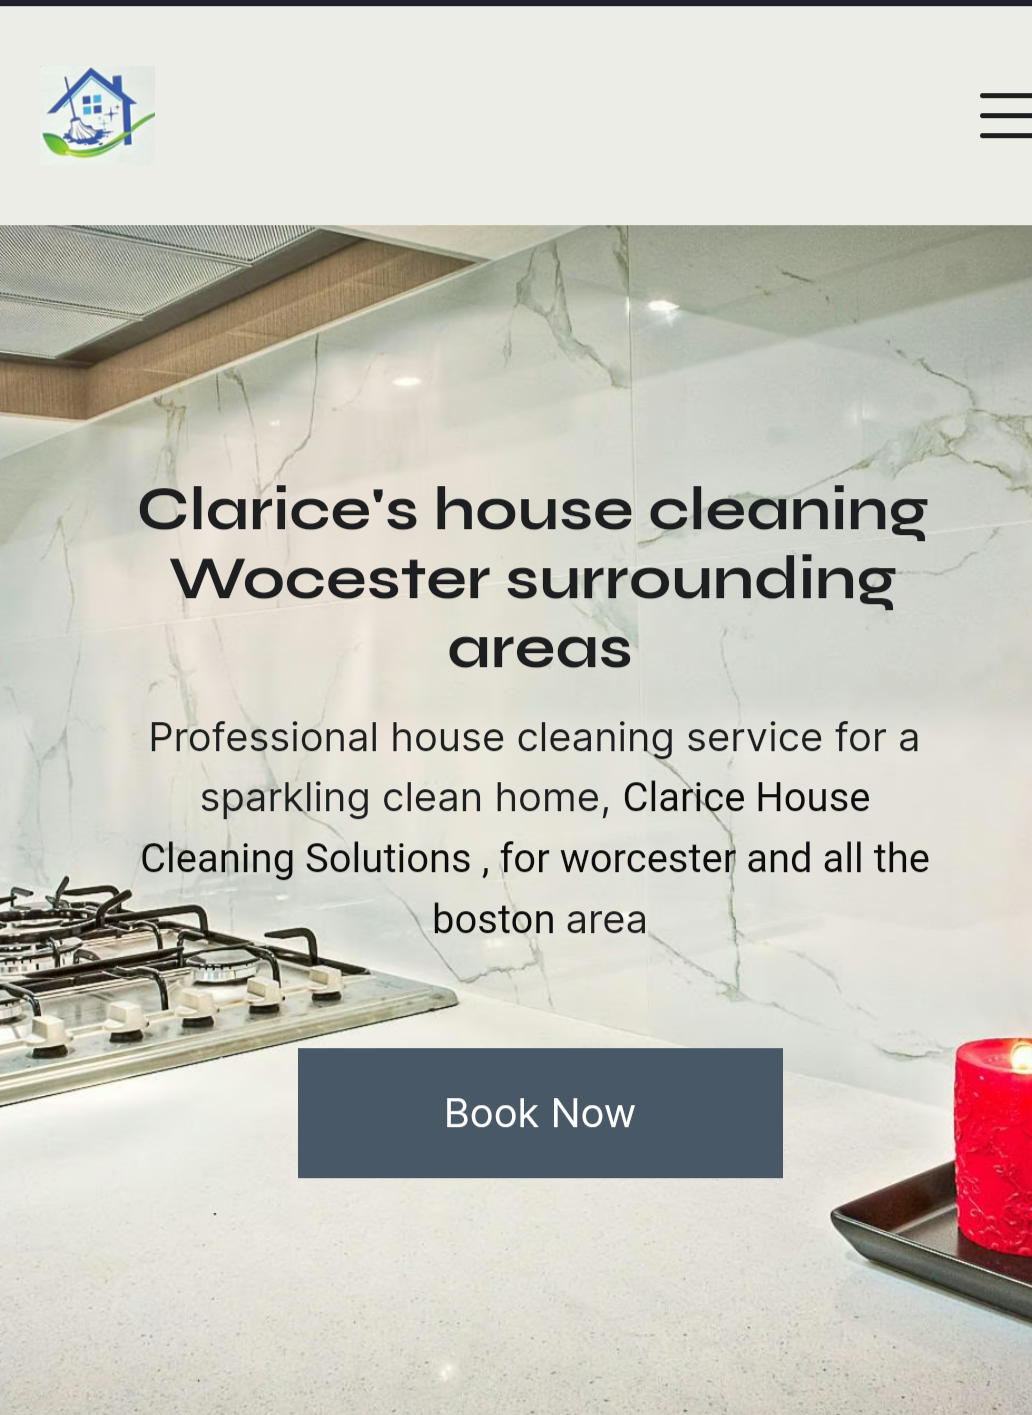 Clarice's house cleaning
Wocester surrounding
areas
Professional house cleaning service for a
sparkling clean home, Clarice House
Cleaning Solutions , for worcester and all the
boston area
Book Now